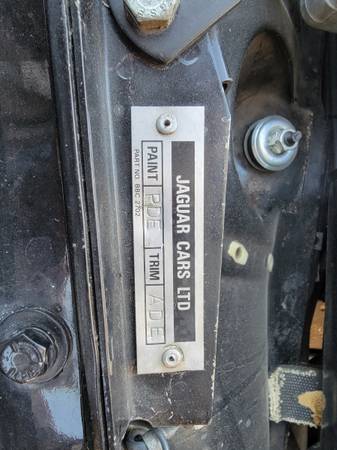 JAGUAR CARS LTD
PAINT PDE TRIM ADE
PART NO. BBC 2702